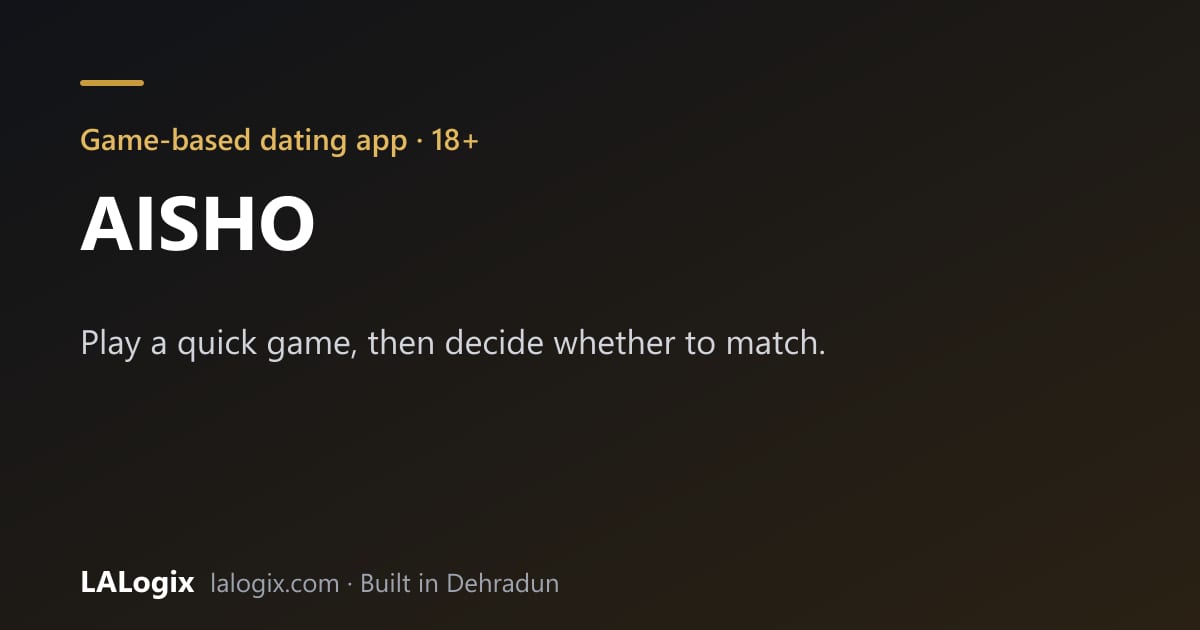 Game-based dating app · 18+
AISHO
Play a quick game, then decide whether to match.
LALogix lalogix.com · Built in Dehradun